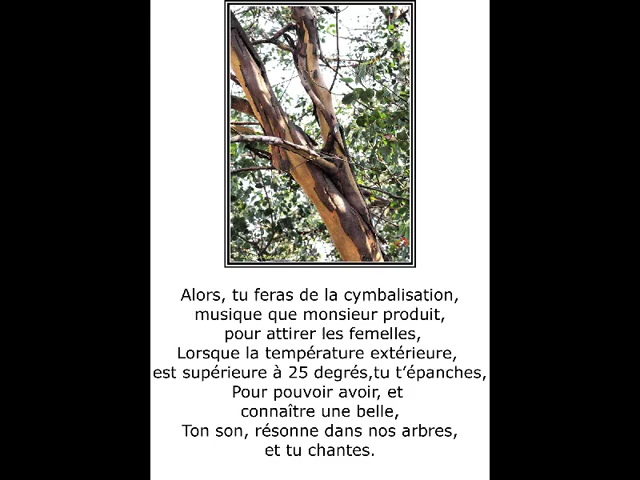 Alors, tu feras de la cymbalisation,
musique que monsieur produit,
pour attirer les femelles,
Lorsque la température extérieure,
est supérieure à 25 degrés,tu t’épanches,
Pour pouvoir avoir, et
connaître une belle,
Ton son, résonne dans nos arbres,
et tu chantes.